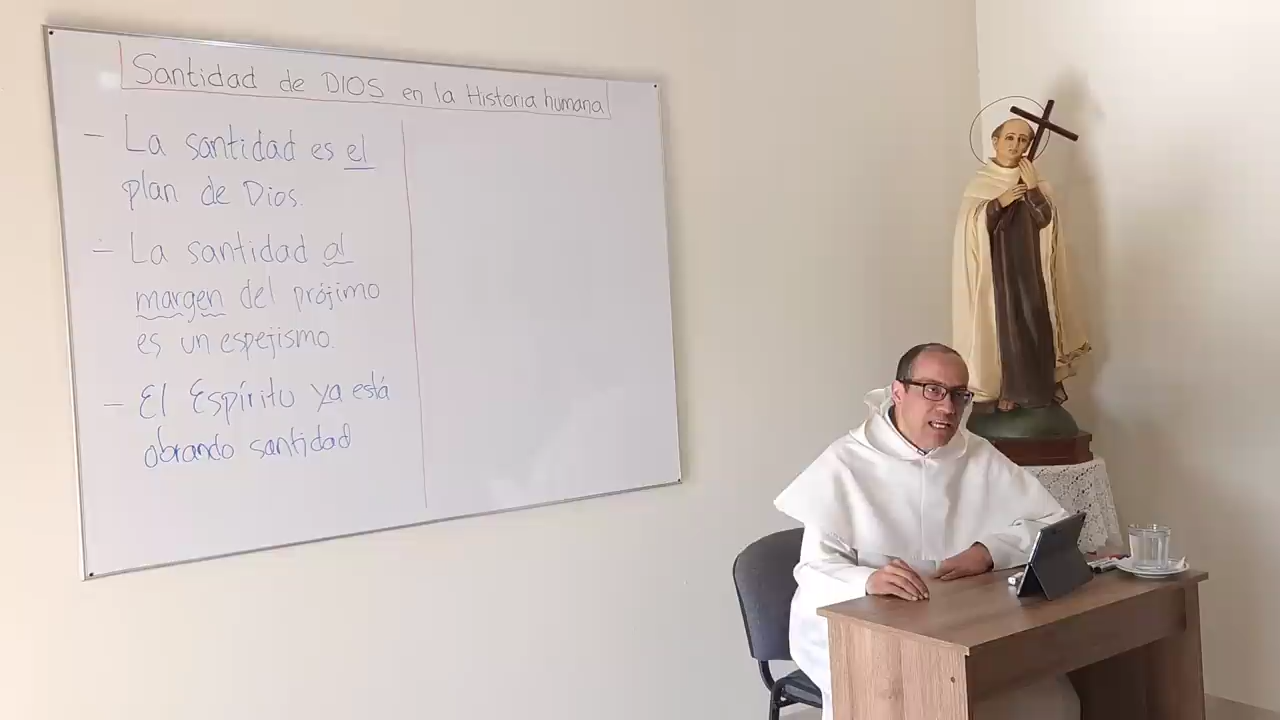 Santidad de DIOS en la Historia humana
- La santidad es el
plan de Dios.
- La santidad al
margen del prójimo
es un espejismo.
- El Espíritu ya está
obrando santidad